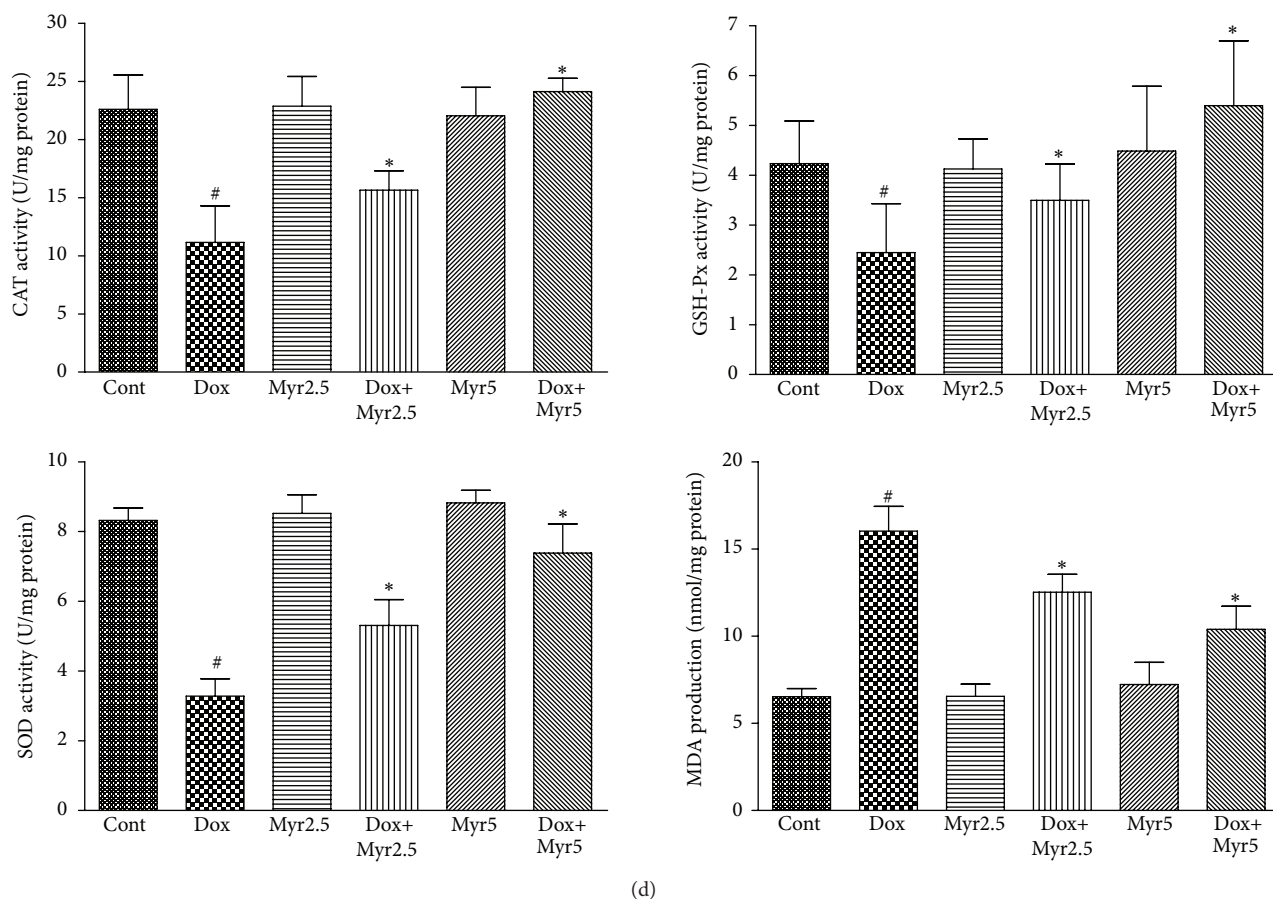 CAT activity (U/mg protein)
30
25
20
15
10
5
0
#
*
*
Cont Dox Myr2.5 Dox+ Myr5 Dox+
Myr2.5 Myr5
GSH-Px activity (U/mg protein)
7
6
5
4
3
2
1
0
#
*
*
Cont Dox Myr2.5 Dox+ Myr5 Dox+
Myr2.5 Myr5
SOD activity (U/mg protein)
10
8
6
4
2
0
#
*
*
Cont Dox Myr2.5 Dox+ Myr5 Dox+
Myr2.5 Myr5
MDA production (nmol/mg protein)
20
15
10
5
0
#
*
*
Cont Dox Myr2.5 Dox+ Myr5 Dox+
Myr2.5 Myr5
(d)